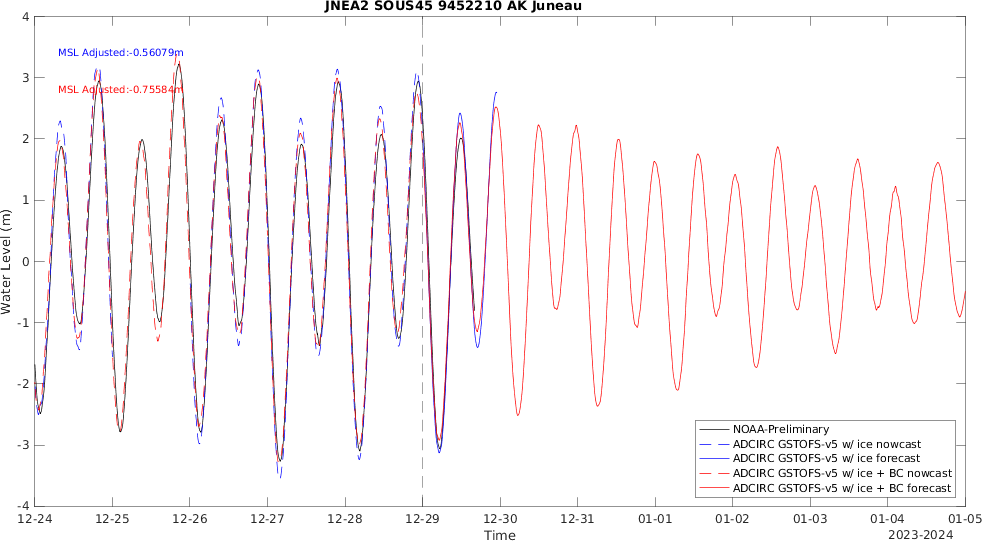 JNEA2 SOUS45 9452210 AK Juneau
4
3
2
1
0
-1
-2
-3
-4
Water Level (m)
MSL Adjusted:-0.56079m
MSL Adjusted:-0.75584m
NOAA-Preliminary
ADCIRC GSTOFS-v5 w/ ice nowcast
ADCIRC GSTOFS-v5 w/ ice forecast
ADCIRC GSTOFS-v5 w/ ice + BC nowcast
ADCIRC GSTOFS-v5 w/ ice + BC forecast
12-24 12-25 12-26 12-27 12-28 12-29 12-30 12-31 01-01 01-02 01-03 01-04 01-05
Time
2023-2024